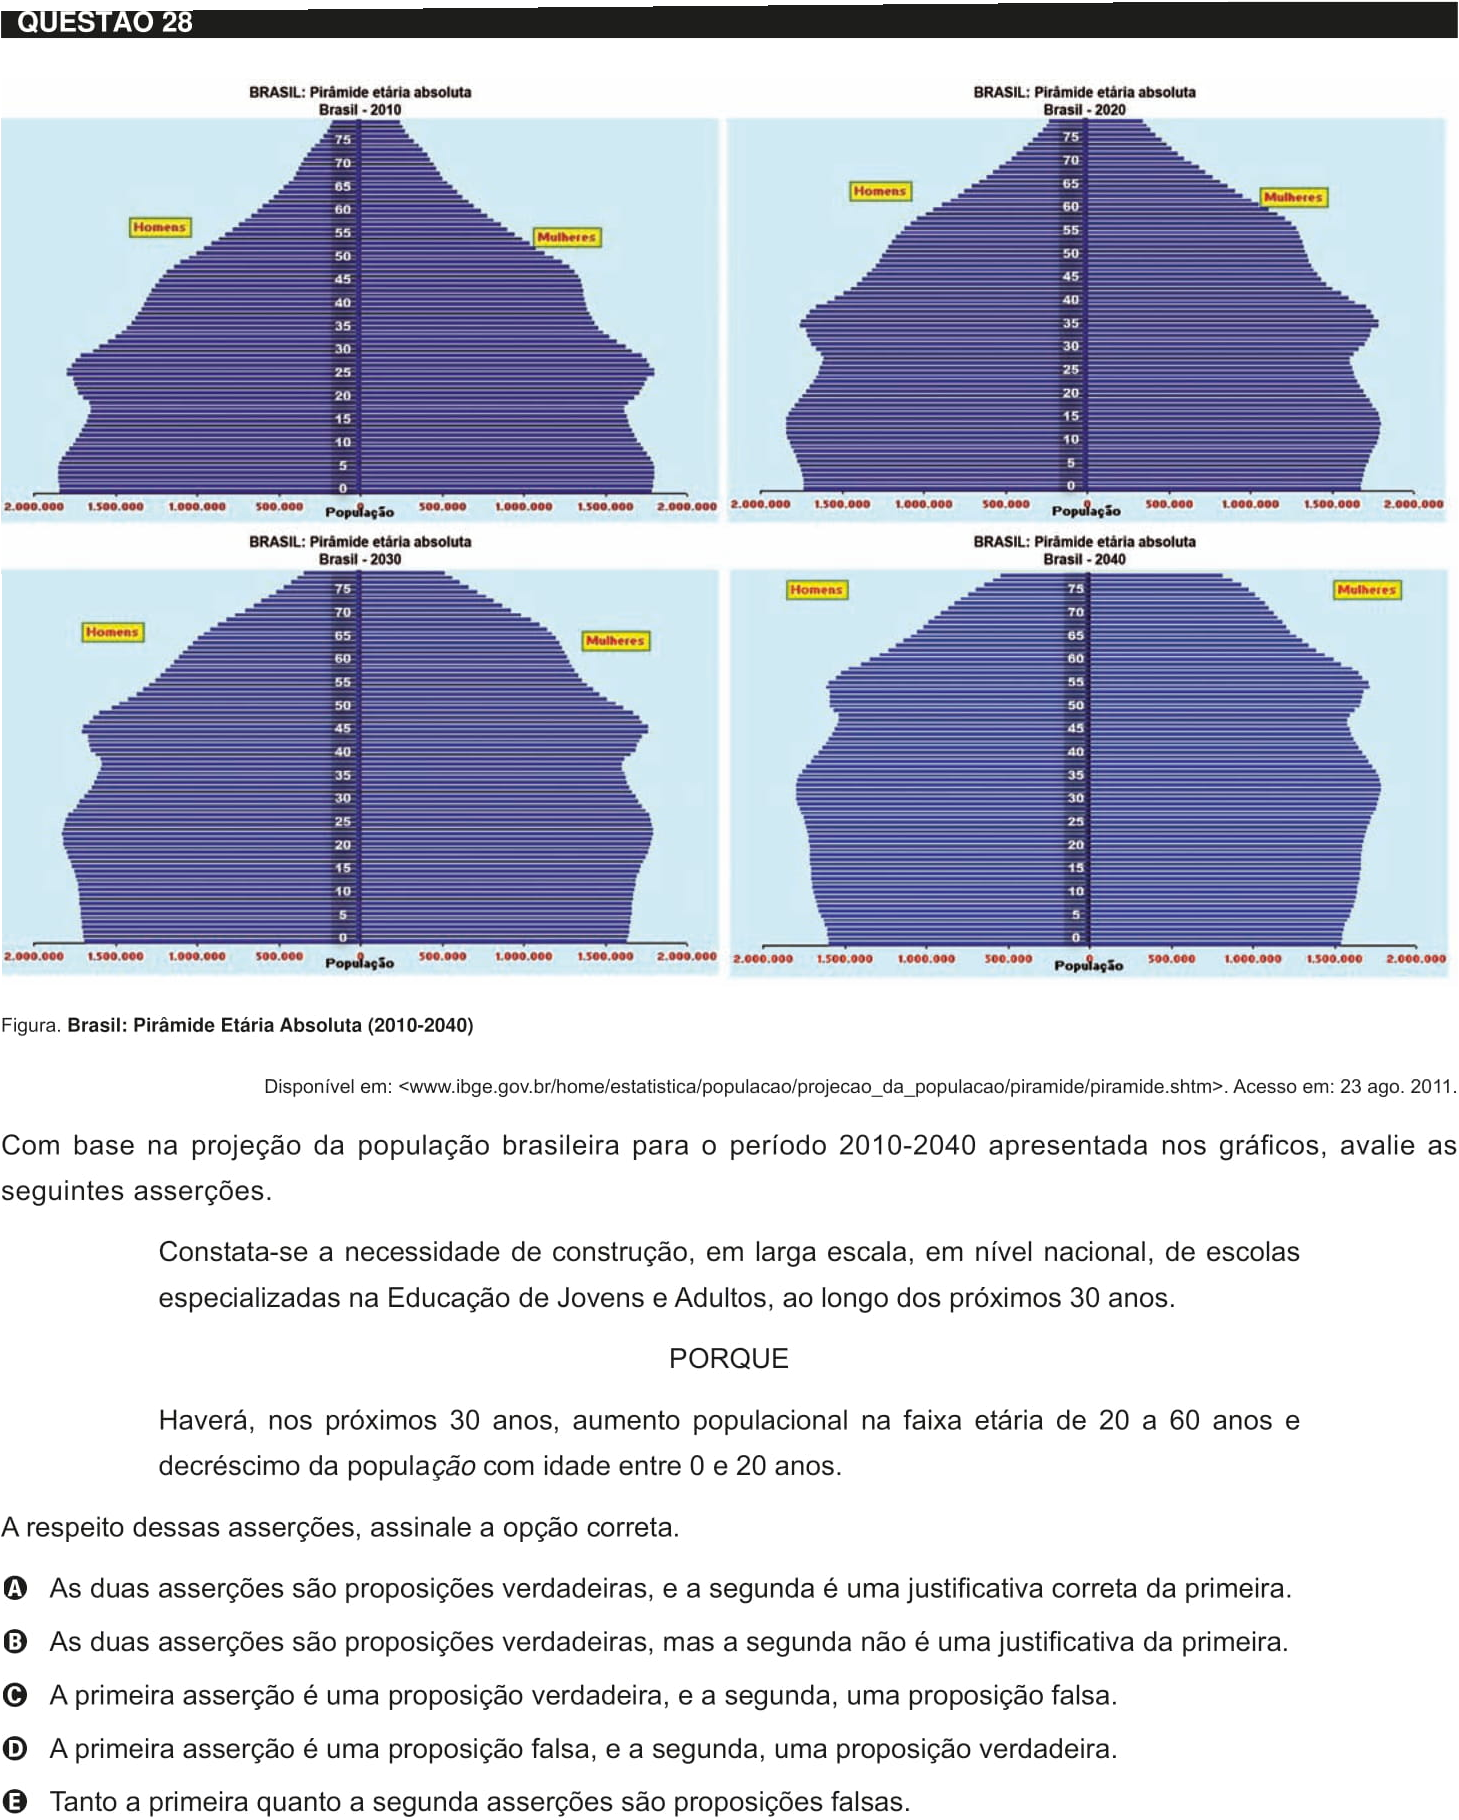 QUESTÃO 28
BRASIL: Pirâmide etária absoluta
Brasil - 2010
75
70
65
60
55
50
45
40
35
30
25
20
15
10
5
0
Homens
Mulheres
2.000.000 1.500.000 1.000.000 500.000 0 500.000 1.000.000 1.500.000 2.000.000
População
BRASIL: Pirâmide etária absoluta
Brasil - 2020
75
70
65
60
55
50
45
40
35
30
25
20
15
10
5
0
Homens
Mulheres
2.000.000 1.500.000 1.000.000 500.000 0 500.000 1.000.000 1.500.000 2.000.000
População
BRASIL: Pirâmide etária absoluta
Brasil - 2030
75
70
65
60
55
50
45
40
35
30
25
20
15
10
5
0
Homens
Mulheres
2.000.000 1.500.000 1.000.000 500.000 0 500.000 1.000.000 1.500.000 2.000.000
População
BRASIL: Pirâmide etária absoluta
Brasil - 2040
75
70
65
60
55
50
45
40
35
30
25
20
15
10
5
0
Homens
Mulheres
2.000.000 1.500.000 1.000.000 500.000 0 500.000 1.000.000 1.500.000 2.000.000
População
Figura. Brasil: Pirâmide Etária Absoluta (2010-2040)
Disponível em: <www.ibge.gov.br/home/estatistica/populacao/projecao_da_populacao/piramide/piramide.shtm>. Acesso em: 23 ago. 2011.
Com base na projeção da população brasileira para o período 2010-2040 apresentada nos gráficos, avalie as
seguintes asserções.
Constata-se a necessidade de construção, em larga escala, em nível nacional, de escolas
especializadas na Educação de Jovens e Adultos, ao longo dos próximos 30 anos.
PORQUE
Haverá, nos próximos 30 anos, aumento populacional na faixa etária de 20 a 60 anos e
decréscimo da população com idade entre 0 e 20 anos.
A respeito dessas asserções, assinale a opção correta.
A As duas asserções são proposições verdadeiras, e a segunda é uma justificativa correta da primeira.
B As duas asserções são proposições verdadeiras, mas a segunda não é uma justificativa da primeira.
C A primeira asserção é uma proposição verdadeira, e a segunda, uma proposição falsa.
D A primeira asserção é uma proposição falsa, e a segunda, uma proposição verdadeira.
E Tanto a primeira quanto a segunda asserções são proposições falsas.